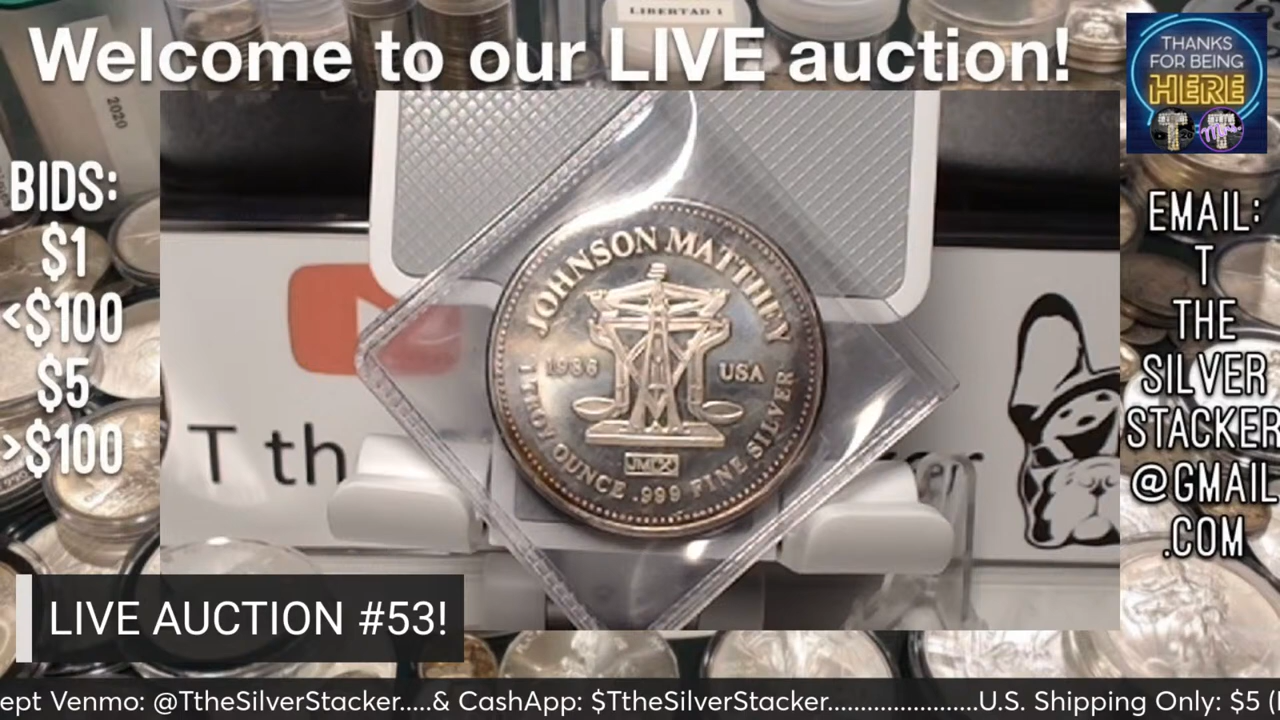 LIBERTAD 1
Welcome to our LIVE auction!
THANKS
FOR BEING
HERE
2020
BIDS:
$1
<$100
$5
>$100
EMAIL:
T
THE
SILVER
STACKER
@GMAIL
.COM
JOHNSON MATTHEY
1986 USA
JM
1 TROY OUNCE .999 FINE SILVER
T th
LIVE AUCTION #53!
ept Venmo: @TtheSilverStacker.....& CashApp: $TtheSilverStacker.......................U.S. Shipping Only: $5 (